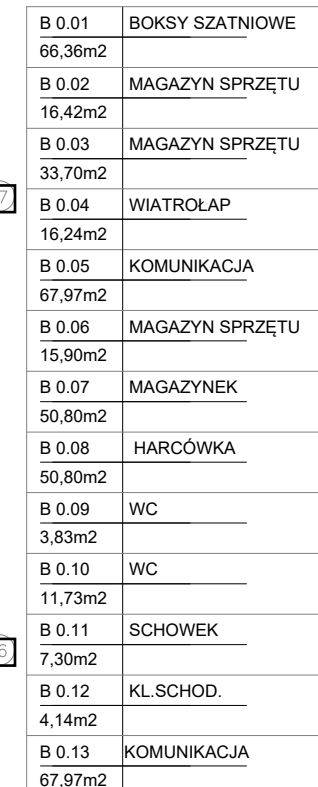 B 0.01 BOKSY SZATNIOWE
66,36m2
B 0.02 MAGAZYN SPRZĘTU
16,42m2
B 0.03 MAGAZYN SPRZĘTU
33,70m2
7
B 0.04 WIATROŁAP
16,24m2
B 0.05 KOMUNIKACJA
67,97m2
B 0.06 MAGAZYN SPRZĘTU
15,90m2
B 0.07 MAGAZYNEK
50,80m2
B 0.08 HARCÓWKA
50,80m2
B 0.09 WC
3,83m2
B 0.10 WC
11,73m2
B 0.11 SCHOWEK
6
7,30m2
B 0.12 KL.SCHOD.
4,14m2
B 0.13 KOMUNIKACJA
67,97m2